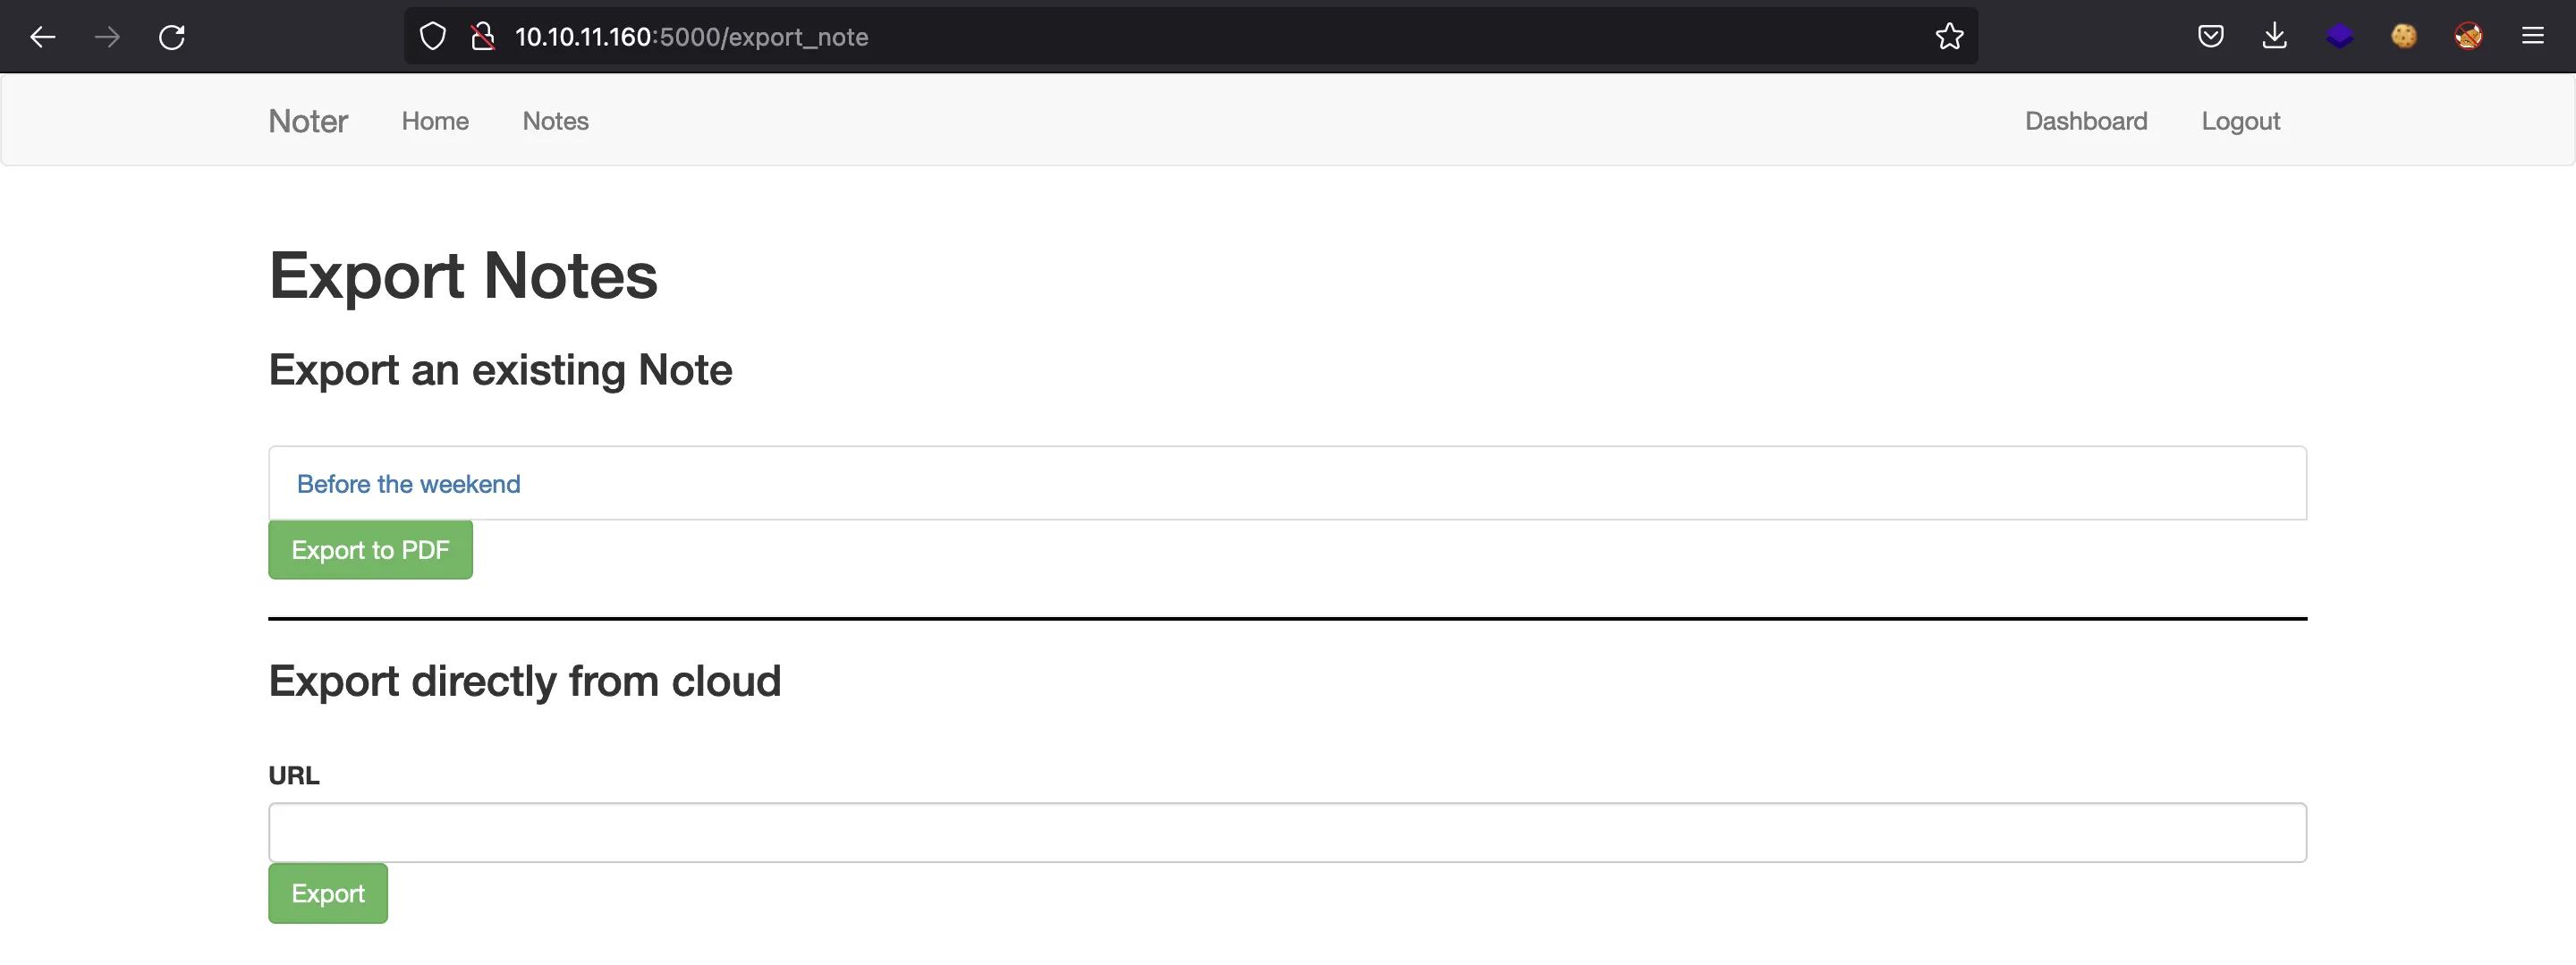 10.10.11.160:5000/export_note
Noter Home Notes Dashboard Logout
Export Notes
Export an existing Note
Before the weekend
Export to PDF
Export directly from cloud
URL
Export